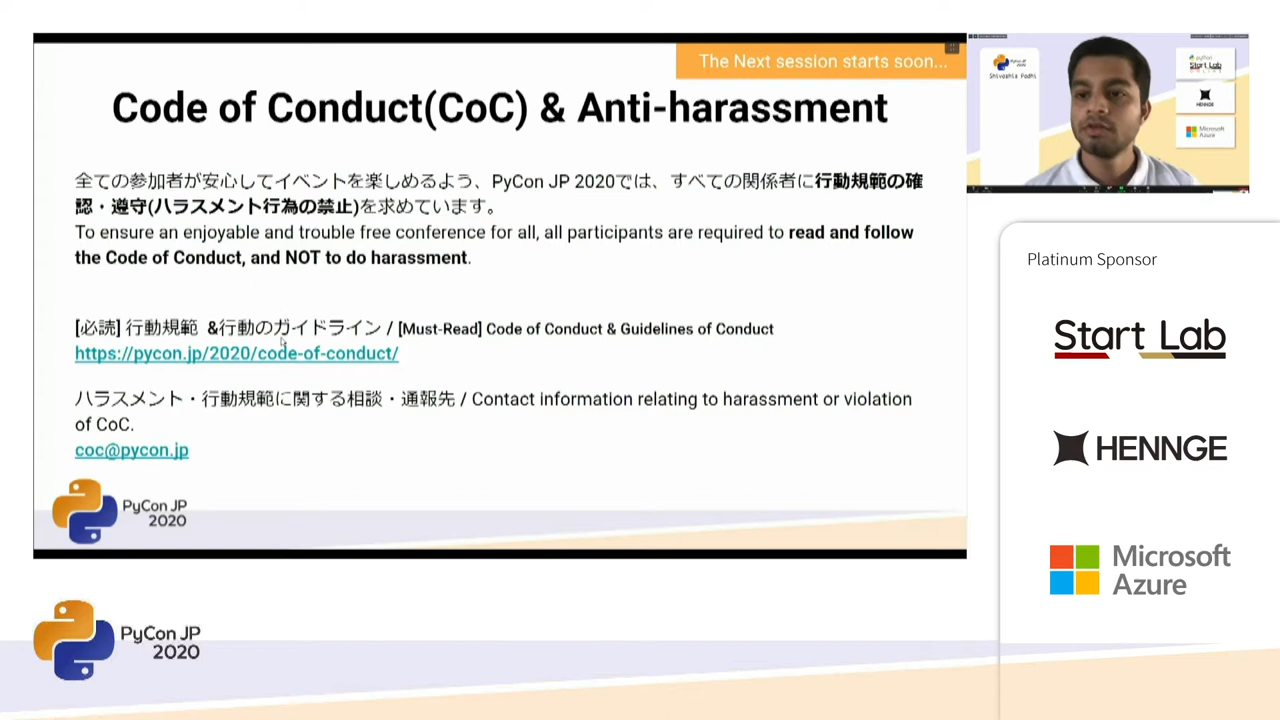 The Next session starts soon...
Code of Conduct(CoC) & Anti-harassment
全ての参加者が安心してイベントを楽しめるよう、PyCon JP 2020では、すべての関係者に行動規範の確
認・遵守(ハラスメント行為の禁止)を求めています。
To ensure an enjoyable and trouble free conference for all, all participants are required to read and follow
the Code of Conduct, and NOT to do harassment.
[必読] 行動規範 &行動のガイドライン / [Must-Read] Code of Conduct & Guidelines of Conduct
https://pycon.jp/2020/code-of-conduct/
ハラスメント・行動規範に関する相談・通報先 / Contact information relating to harassment or violation
of CoC.
coc@pycon.jp
PyCon JP
2020
PyCon JP
2020
Python
Start Lab
HENNGE
Microsoft
Azure
Platinum Sponsor
Start Lab
HENNGE
Microsoft
Azure
PyCon JP
2020